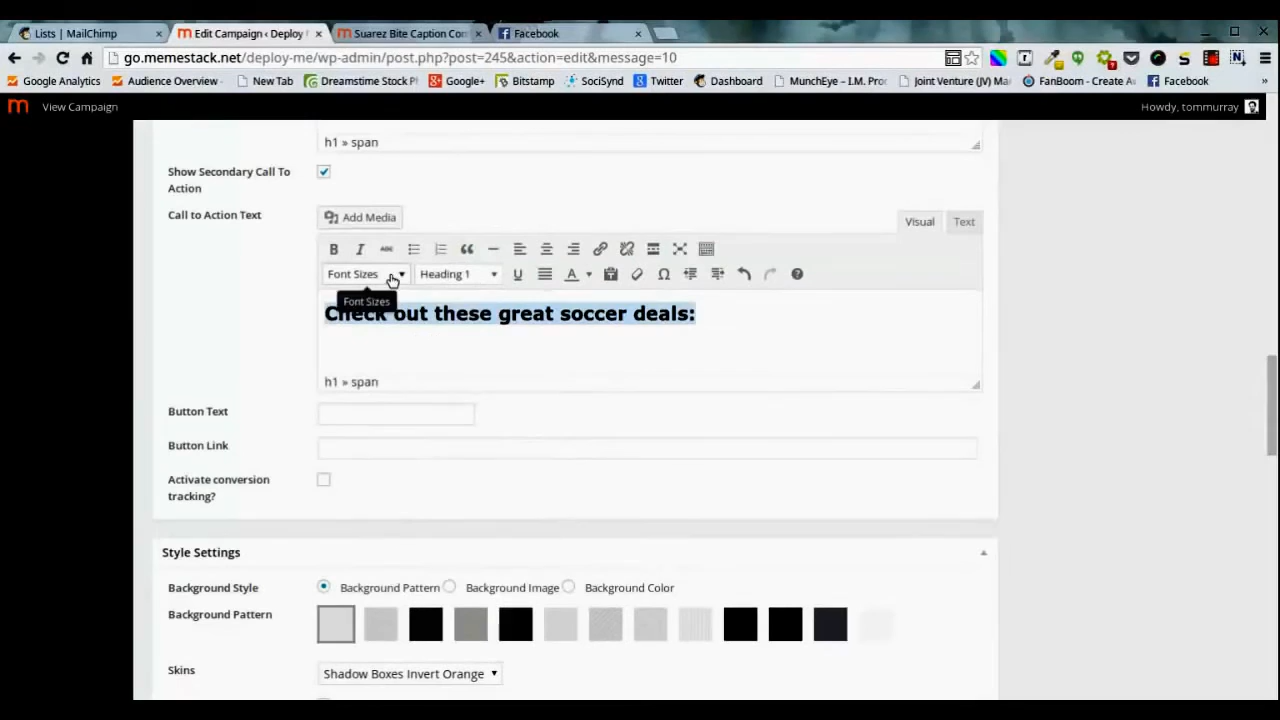 Lists | MailChimp
Edit Campaign ‹ Deploy
Suarez Bite Caption Con
Facebook
go.memestack.net/deploy-me/wp-admin/post.php?post=245&action=edit&message=10
Google Analytics
Audience Overview
New Tab
Dreamstime Stock P
Google+
Bitstamp
SociSynd
Twitter
Dashboard
MunchEye – I.M. Pro
Joint Venture (JV) Ma
FanBoom - Create A
Facebook
View Campaign
Howdy, tommurray
h1 » span
Show Secondary Call To
Action
Call to Action Text
Add Media
Visual
Text
Font Sizes
Heading 1
Font Sizes
Check out these great soccer deals:
h1 » span
Button Text
Button Link
Activate conversion
tracking?
Style Settings
Background Style
Background Pattern
Background Image
Background Color
Background Pattern
Skins
Shadow Boxes Invert Orange